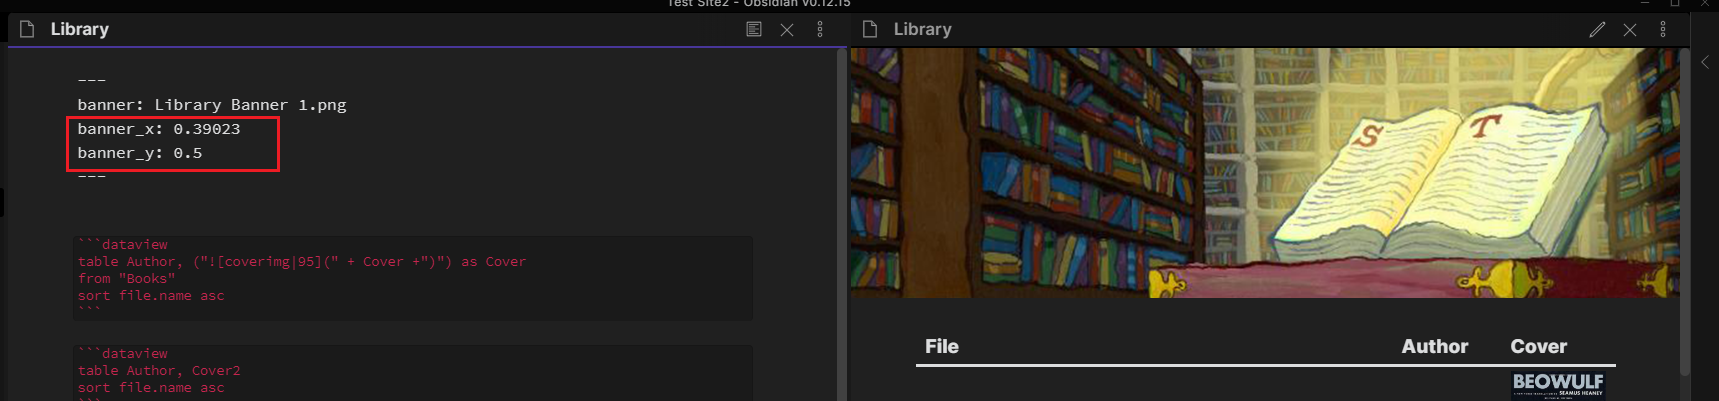 Test Site2 - Obsidian v0.12.15
Library
---
banner: Library Banner 1.png
banner_x: 0.39023
banner_y: 0.5
---
```dataview
table Author, ("![coverimg|95](" + Cover +")") as Cover
from "Books"
sort file.name asc
```
```dataview
table Author, Cover2
sort file.name asc
```
Library
S T
File Author Cover
BEOWULF
SEAMUS HEANEY